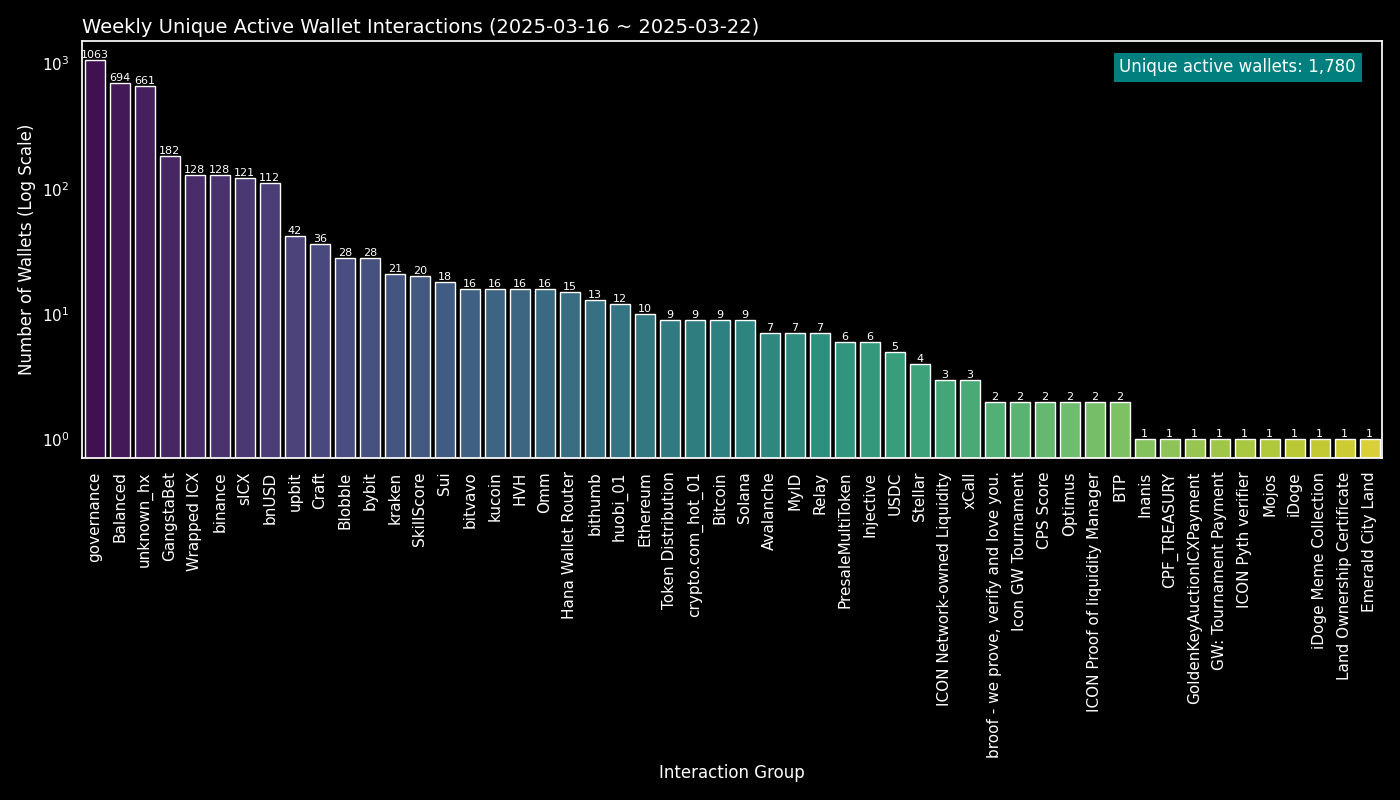 Weekly Unique Active Wallet Interactions (2025-03-16 ~ 2025-03-22)
Unique active wallets: 1,780
Number of Wallets (Log Scale)
10³
10²
10¹
10⁰
1063
694
661
182
128
128
121
112
42
36
28
28
21
20
18
16
16
16
16
15
13
12
10
9
9
9
9
7
7
7
6
6
5
4
3
3
2
2
2
2
2
2
1
1
1
1
1
1
1
1
1
1
governance
Balanced
unknown_hx
GangstaBet
Wrapped ICX
binance
sICX
bnUSD
upbit
Craft
Blobble
bybit
kraken
SkillScore
Sui
bitvavo
kucoin
HVH
Omm
Hana Wallet Router
bithumb
huobi_01
Ethereum
Token Distribution
crypto.com_hot_01
Bitcoin
Solana
Avalanche
MyID
Relay
PresaleMultiToken
Injective
USDC
Stellar
ICON Network-owned Liquidity
xCall
broof - we prove, verify and love you.
Icon GW Tournament
CPS Score
Optimus
ICON Proof of liquidity Manager
BTP
Inanis
CPF_TREASURY
GoldenKeyAuctionICXPayment
GW: Tournament Payment
ICON Pyth verifier
Mojos
iDoge
iDoge Meme Collection
Land Ownership Certificate
Emerald City Land
Interaction Group